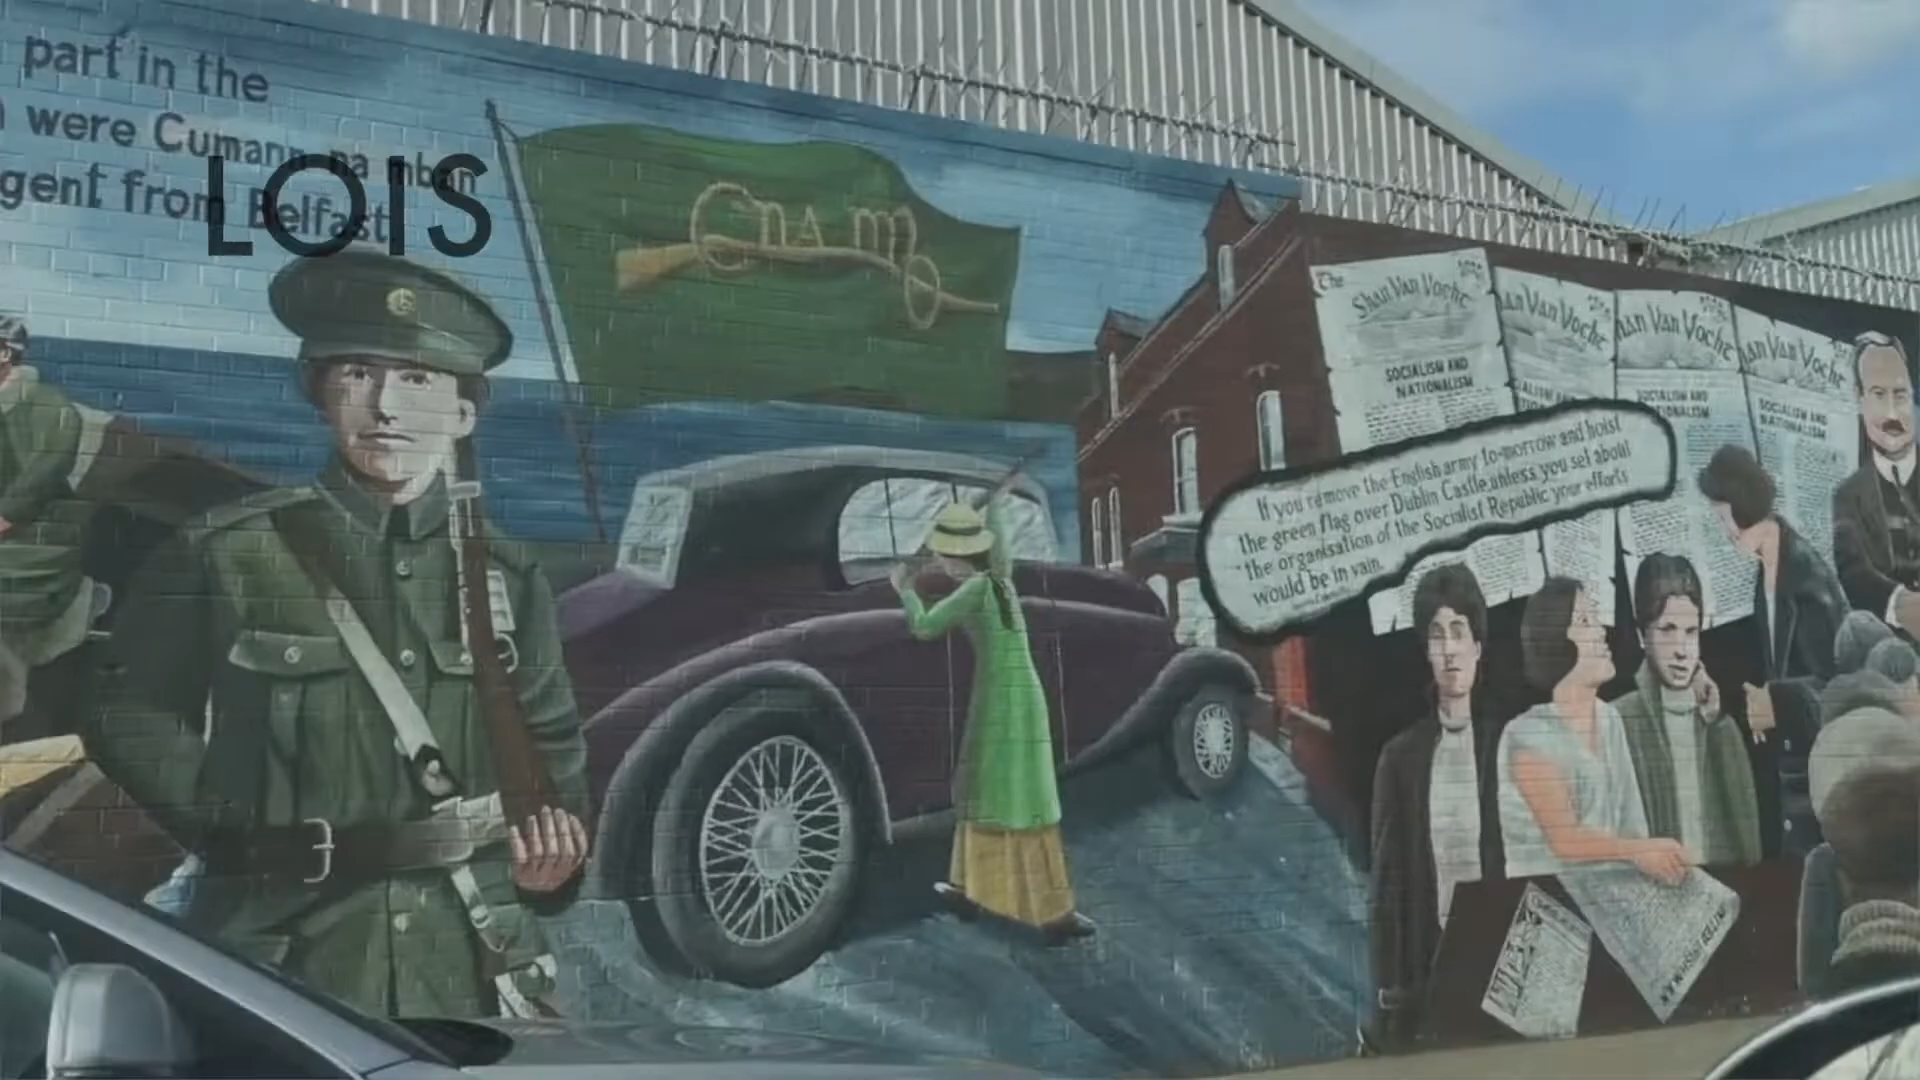 part in the
were Cumann na mban
gent from Belfast
LOIS
C na m
The
Shan Van Vocht
an Van Vocht
han Van Vocht
han Van Vocht
SOCIALISM AND
NATIONALISM
SOCIALISM AND
NATIONALISM
SOCIALISM AND
NATIONALISM
If you remove the English army to-morrow and hoist
the green flag over Dublin Castle, unless you set about
the organisation of the Socialist Republic your efforts
would be in vain.